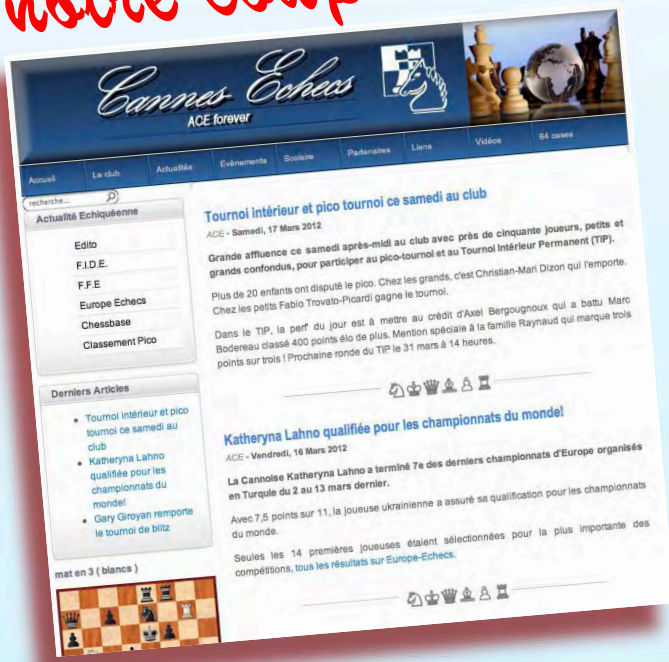 notre
Cannes Echecs
ACE forever
Accueil Le club Actualités Evènements Scolaire Partenaires Liens Vidéos 64 cases
recherche...
Actualité Echiquéenne
Edito
F.I.D.E.
F.F.E
Europe Echecs
Chessbase
Classement Pico
Derniers Articles
Tournoi intérieur et pico
tournoi ce samedi au
club
Katheryna Lahno
qualifiée pour les
championnats du
monde!
Gary Giroyan remporte
le tournoi de blitz
mat en 3 ( blancs )
Tournoi intérieur et pico tournoi ce samedi au club
ACE - Samedi, 17 Mars 2012
Grande affluence ce samedi après-midi au club avec près de cinquante joueurs, petits et
grands confondus, pour participer au pico-tournoi et au Tournoi Intérieur Permanent (TIP).
Plus de 20 enfants ont disputé le pico. Chez les grands, c'est Christian-Mari Dizon qui l'emporte.
Chez les petits Fabio Trovato-Picardi gagne le tournoi.
Dans le TIP, la perf du jour est à mettre au crédit d'Axel Bergougnoux qui a battu Marc
Bodereau classé 400 points élo de plus. Mention spéciale à la famille Raynaud qui marque trois
points sur trois ! Prochaine ronde du TIP le 31 mars à 14 heures.
Katheryna Lahno qualifiée pour les championnats du monde!
ACE - Vendredi, 16 Mars 2012
La Cannoise Katheryna Lahno a terminé 7e des derniers championnats d'Europe organisés
en Turquie du 2 au 13 mars dernier.
Avec 7,5 points sur 11, la joueuse ukrainienne a assuré sa qualification pour les championnats
du monde.
Seules les 14 premières joueuses étaient sélectionnées pour la plus importante des
compétitions, tous les résultats sur Europe-Echecs.